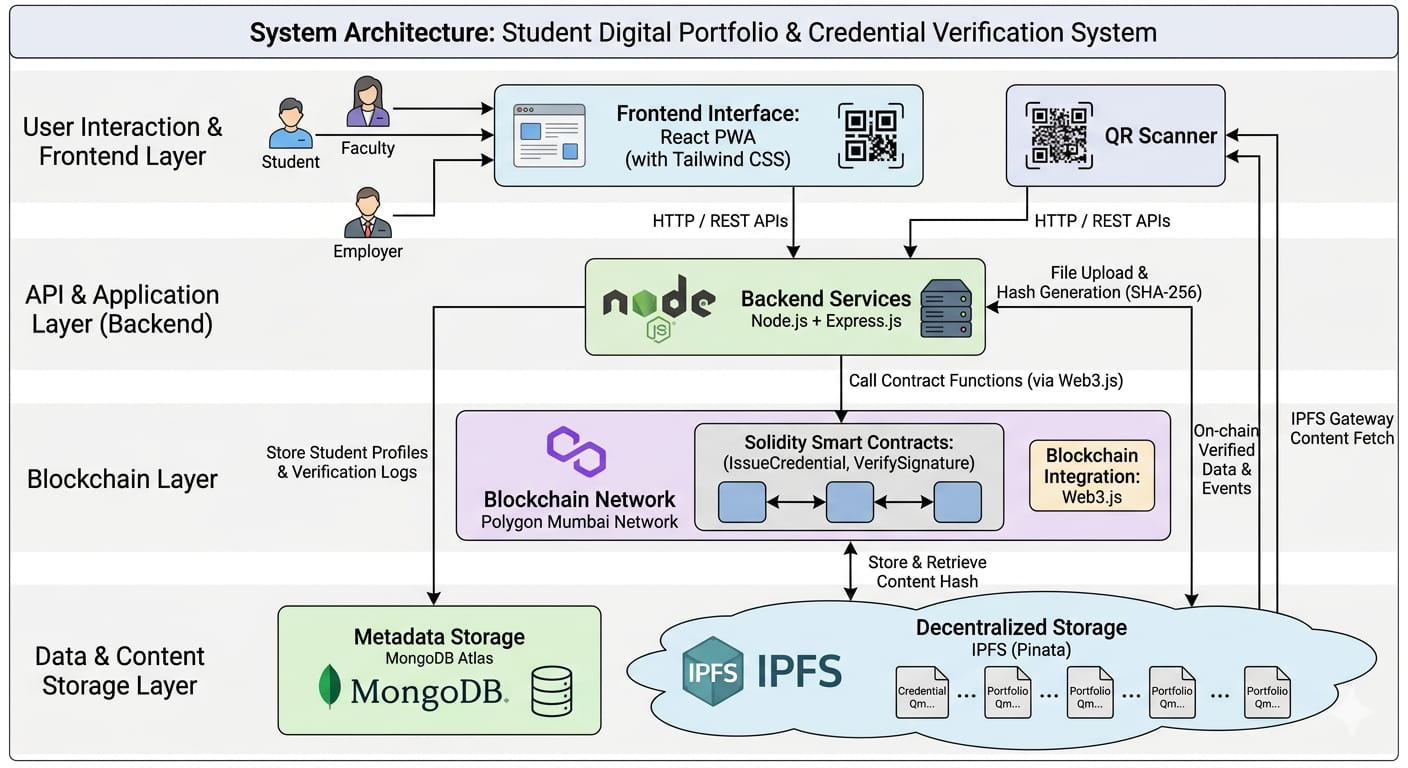 System Architecture: Student Digital Portfolio & Credential Verification System
User Interaction &
Frontend Layer
Student
Faculty
Employer
Frontend Interface:
React PWA
(with Tailwind CSS)
QR Scanner
HTTP / REST APIs
HTTP / REST APIs
API & Application
Layer (Backend)
node
JS
Backend Services
Node.js + Express.js
File Upload &
Hash Generation (SHA-256)
Call Contract Functions (via Web3.js)
Blockchain Layer
Store Student Profiles
& Verification Logs
Blockchain Network
Polygon Mumbai Network
Solidity Smart Contracts:
(IssueCredential, VerifySignature)
Blockchain
Integration:
Web3.js
On-chain
Verified
Data &
Events
IPFS Gateway
Content Fetch
Store & Retrieve
Content Hash
Data & Content
Storage Layer
Metadata Storage
MongoDB Atlas
MongoDB.
Decentralized Storage
IPFS (Pinata)
IPFS
IPFS
Credential
Qm...
...
Portfolio
Qm...
...
Portfolio
Qm...
...
Portfolio
Qm...
...
Portfolio
Qm...